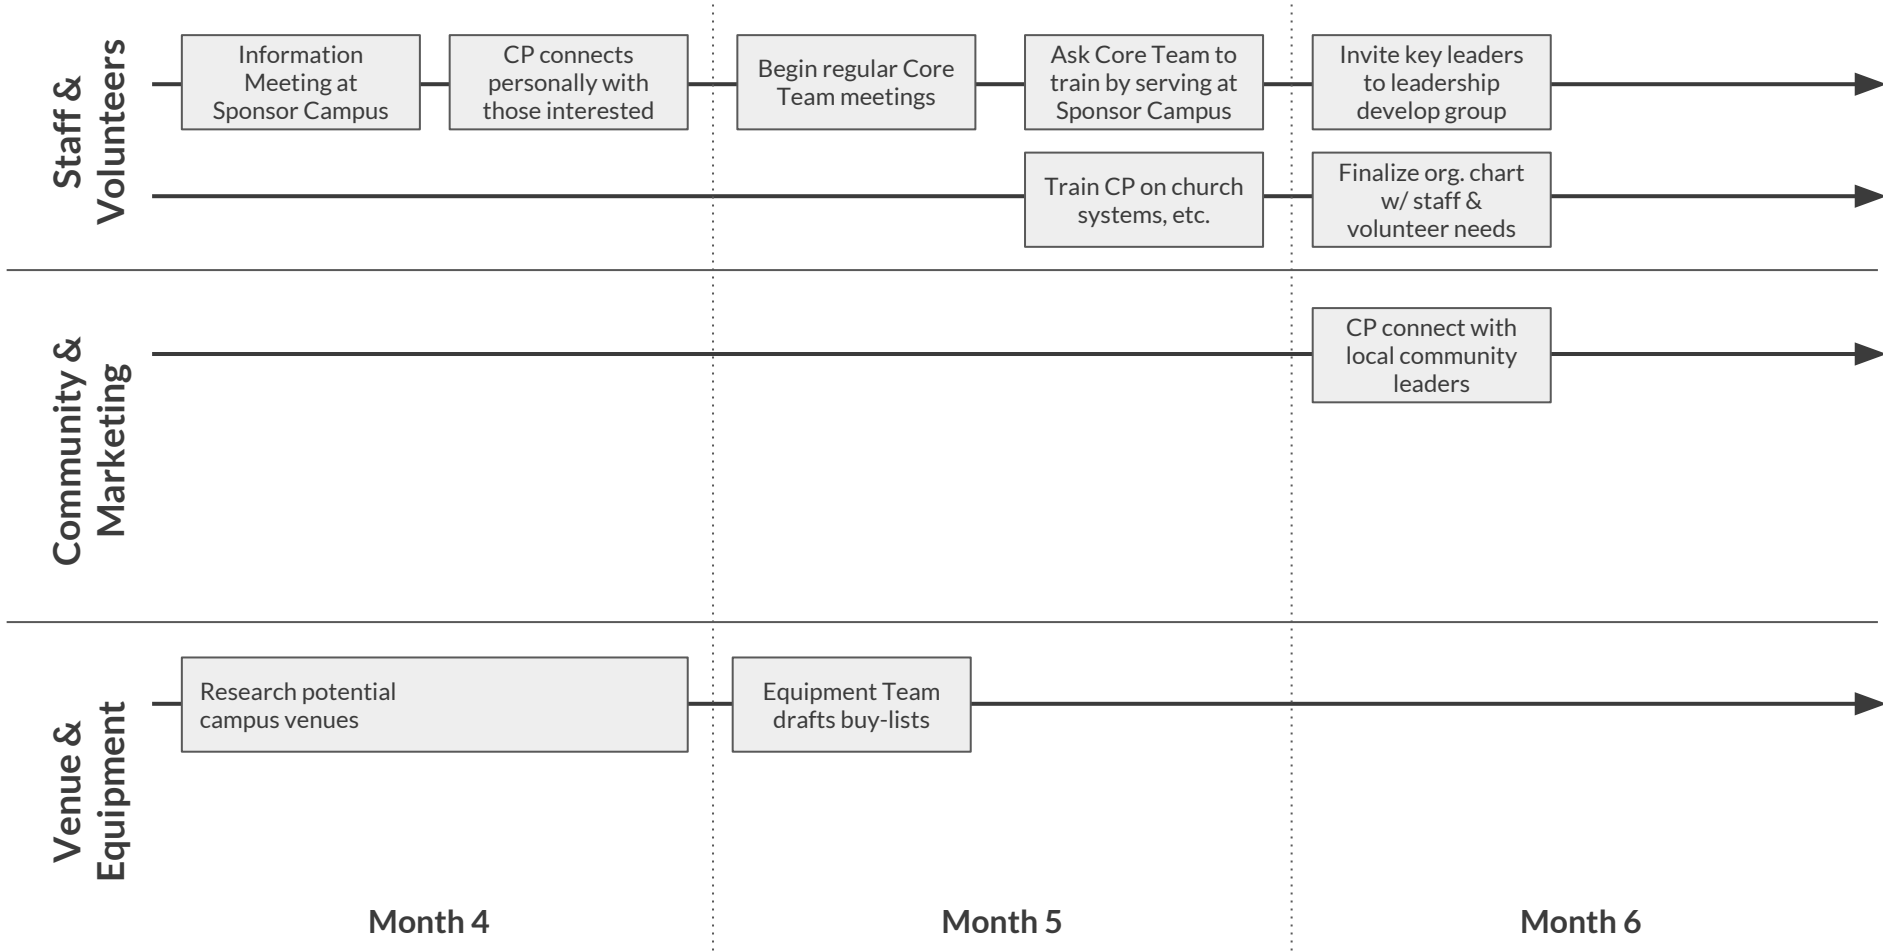 Staff &
Volunteers
Information
Meeting at
Sponsor Campus
CP connects
personally with
those interested
Begin regular Core
Team meetings
Ask Core Team to
train by serving at
Sponsor Campus
Invite key leaders
to leadership
develop group
Train CP on church
systems, etc.
Finalize org. chart
w/ staff &
volunteer needs
Community &
Marketing
CP connect with
local community
leaders
Venue &
Equipment
Research potential
campus venues
Equipment Team
drafts buy-lists
Month 4
Month 5
Month 6